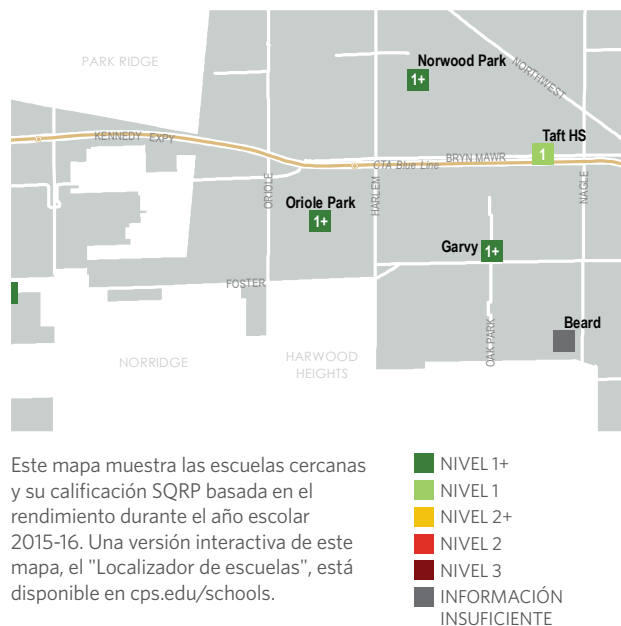 PARK RIDGE
Norwood Park
1+
NORTHWEST
Taft HS
1
KENNEDY EXPY
BRYN MAWR
CTA Blue Line
ORIOLE
HARLEM
NAGLE
Oriole Park
1+
Garvy
1+
FOSTER
OAK PARK
Beard
NORRIDGE
HARWOOD
HEIGHTS
Este mapa muestra las escuelas cercanas
y su calificación SQRP basada en el
rendimiento durante el año escolar
2015-16. Una versión interactiva de este
mapa, el "Localizador de escuelas", está
disponible en cps.edu/schools.
NIVEL 1+
NIVEL 1
NIVEL 2+
NIVEL 2
NIVEL 3
INFORMACIÓN
INSUFICIENTE